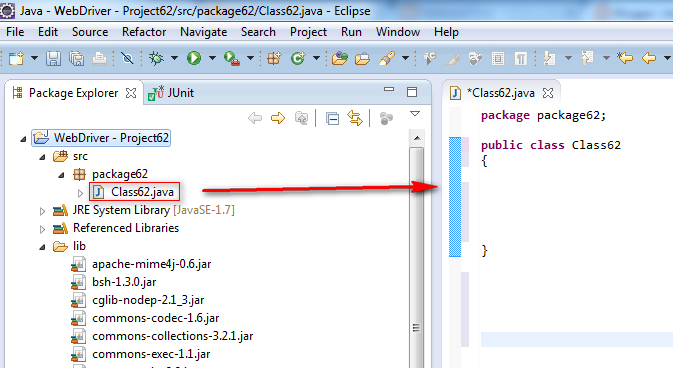 Java - WebDriver - Project62/src/package62/Class62.java - Eclipse
File Edit Source Refactor Navigate Search Project Run Window Help
Package Explorer JUnit
*Class62.java
WebDriver - Project62
src
package62
Class62.java
JRE System Library [JavaSE-1.7]
Referenced Libraries
lib
apache-mime4j-0.6.jar
bsh-1.3.0.jar
cglib-nodep-2.1_3.jar
commons-codec-1.6.jar
commons-collections-3.2.1.jar
commons-exec-1.1.jar
package package62;
public class Class62
{
}